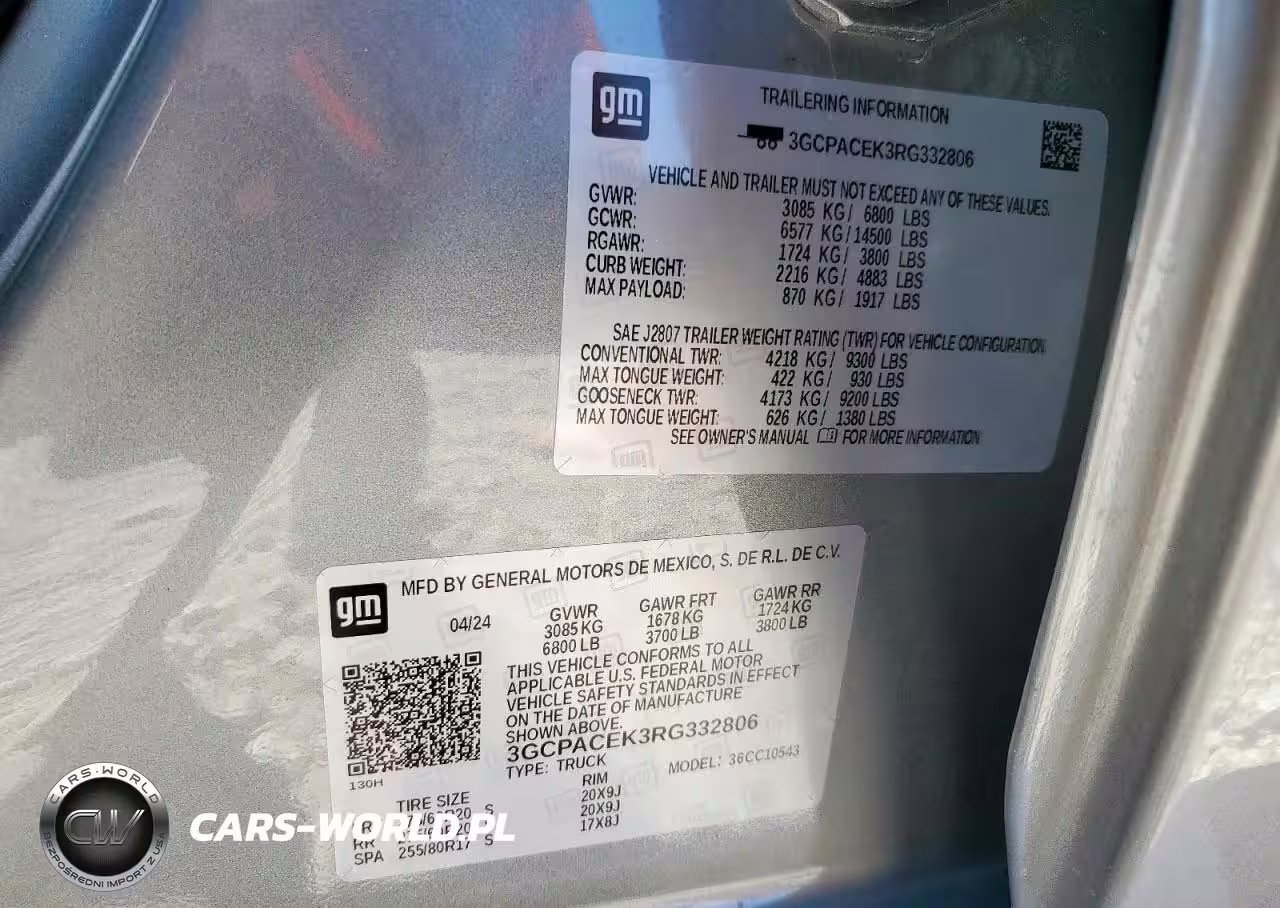 gm
TRAILERING INFORMATION
3GCPACEK3RG332806
VEHICLE AND TRAILER MUST NOT EXCEED ANY OF THESE VALUES.
GVWR: 3085 KG / 6800 LBS
GCWR: 6577 KG / 14500 LBS
RGAWR: 1724 KG / 3800 LBS
CURB WEIGHT: 2216 KG / 4883 LBS
MAX PAYLOAD: 870 KG / 1917 LBS
SAE J2807 TRAILER WEIGHT RATING (TWR) FOR VEHICLE CONFIGURATION
CONVENTIONAL TWR: 4218 KG / 9300 LBS
MAX TONGUE WEIGHT: 422 KG / 930 LBS
GOOSENECK TWR: 4173 KG / 9200 LBS
MAX TONGUE WEIGHT: 626 KG / 1380 LBS
SEE OWNER'S MANUAL FOR MORE INFORMATION
gm
MFD BY GENERAL MOTORS DE MEXICO, S. DE R.L. DE C.V.
04/24 GVWR GAWR FRT GAWR RR
3085 KG 1678 KG 1724 KG
6800 LB 3700 LB 3800 LB
THIS VEHICLE CONFORMS TO ALL
APPLICABLE U.S. FEDERAL MOTOR
VEHICLE SAFETY STANDARDS IN EFFECT
ON THE DATE OF MANUFACTURE
SHOWN ABOVE.
3GCPACEK3RG332806
TYPE: TRUCK MODEL: 36CC10543
130H
TIRE SIZE RIM
S 20X9J
RR 20X9J
SPA 255/80R17 S 17X8J
CARS-WORLD
CW
BEZPOŚREDNI IMPORT Z USA
CARS-WORLD.PL